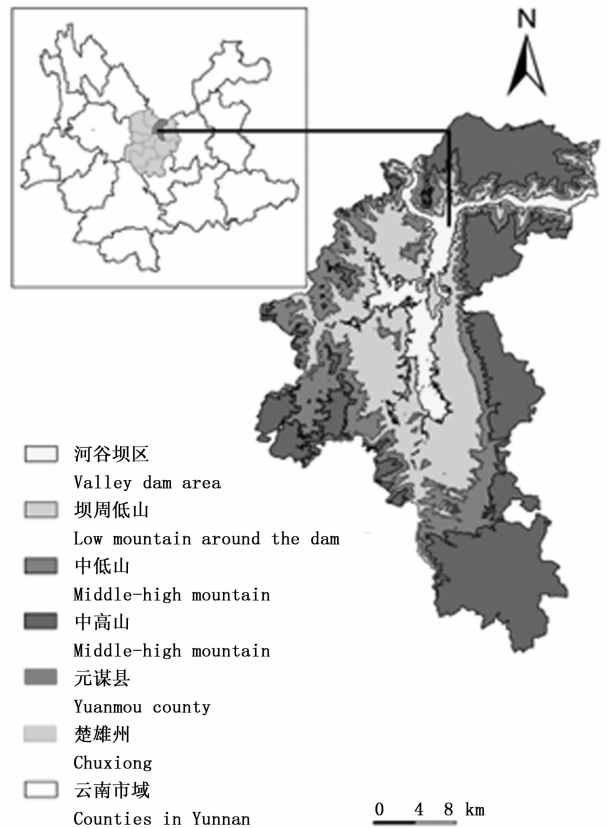 N
河谷坝区
Valley dam area
坝周低山
Low mountain around the dam
中低山
Middle-high mountain
中高山
Middle-high mountain
元谋县
Yuanmou county
楚雄州
Chuxiong
云南市域
Counties in Yunnan
0 4 8 km